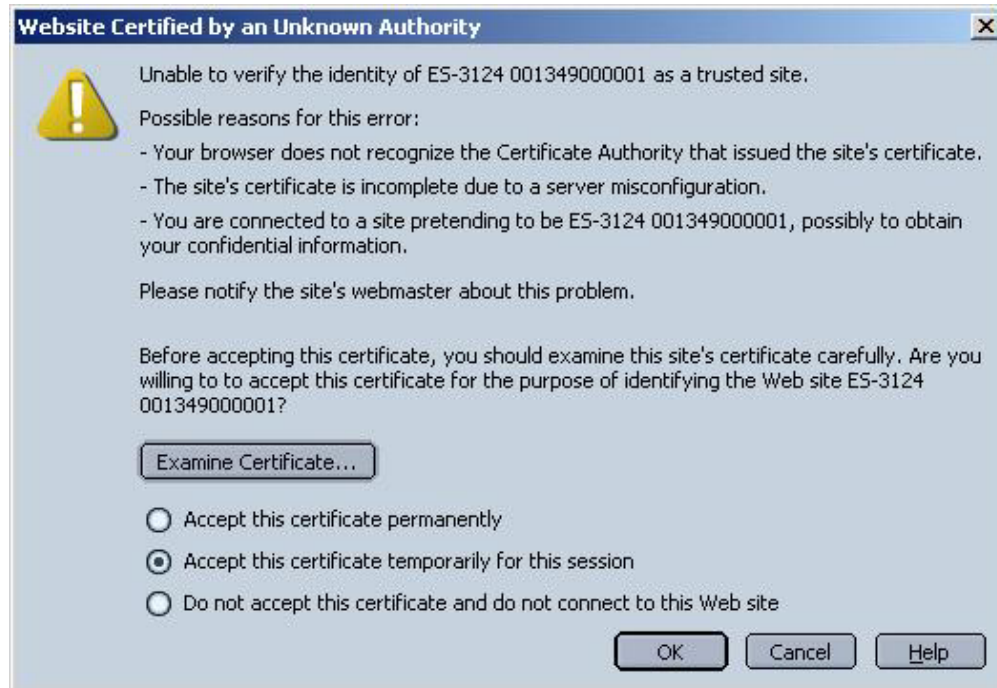 Website Certified by an Unknown Authority
Unable to verify the identity of ES-3124 001349000001 as a trusted site.
Possible reasons for this error:
- Your browser does not recognize the Certificate Authority that issued the site's certificate.
- The site's certificate is incomplete due to a server misconfiguration.
- You are connected to a site pretending to be ES-3124 001349000001, possibly to obtain
your confidential information.
Please notify the site's webmaster about this problem.
Before accepting this certificate, you should examine this site's certificate carefully. Are you
willing to to accept this certificate for the purpose of identifying the Web site ES-3124
001349000001?
Examine Certificate...
Accept this certificate permanently
Accept this certificate temporarily for this session
Do not accept this certificate and do not connect to this Web site
OK Cancel Help